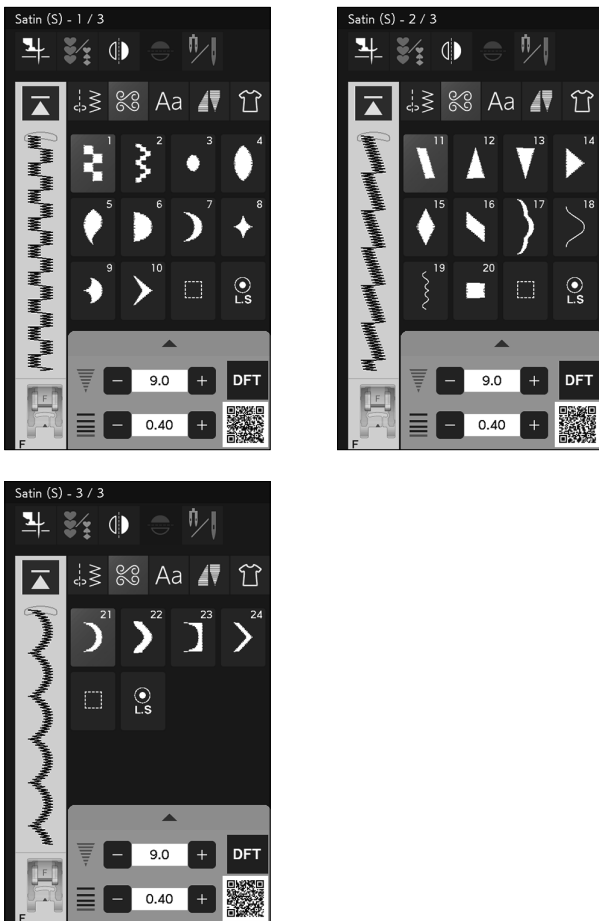 Satin (S) - 1 / 3
Aa
1 2 3 4
5 6 7 8
9 10
L.S
- 9.0 + DFT
- 0.40 +
F
F
Satin (S) - 2 / 3
Aa
11 12 13 14
15 16 17 18
19 20
L.S
- 9.0 + DFT
- 0.40 +
F
F
Satin (S) - 3 / 3
Aa
21 22 23 24
L.S
- 9.0 + DFT
- 0.40 +
F
F